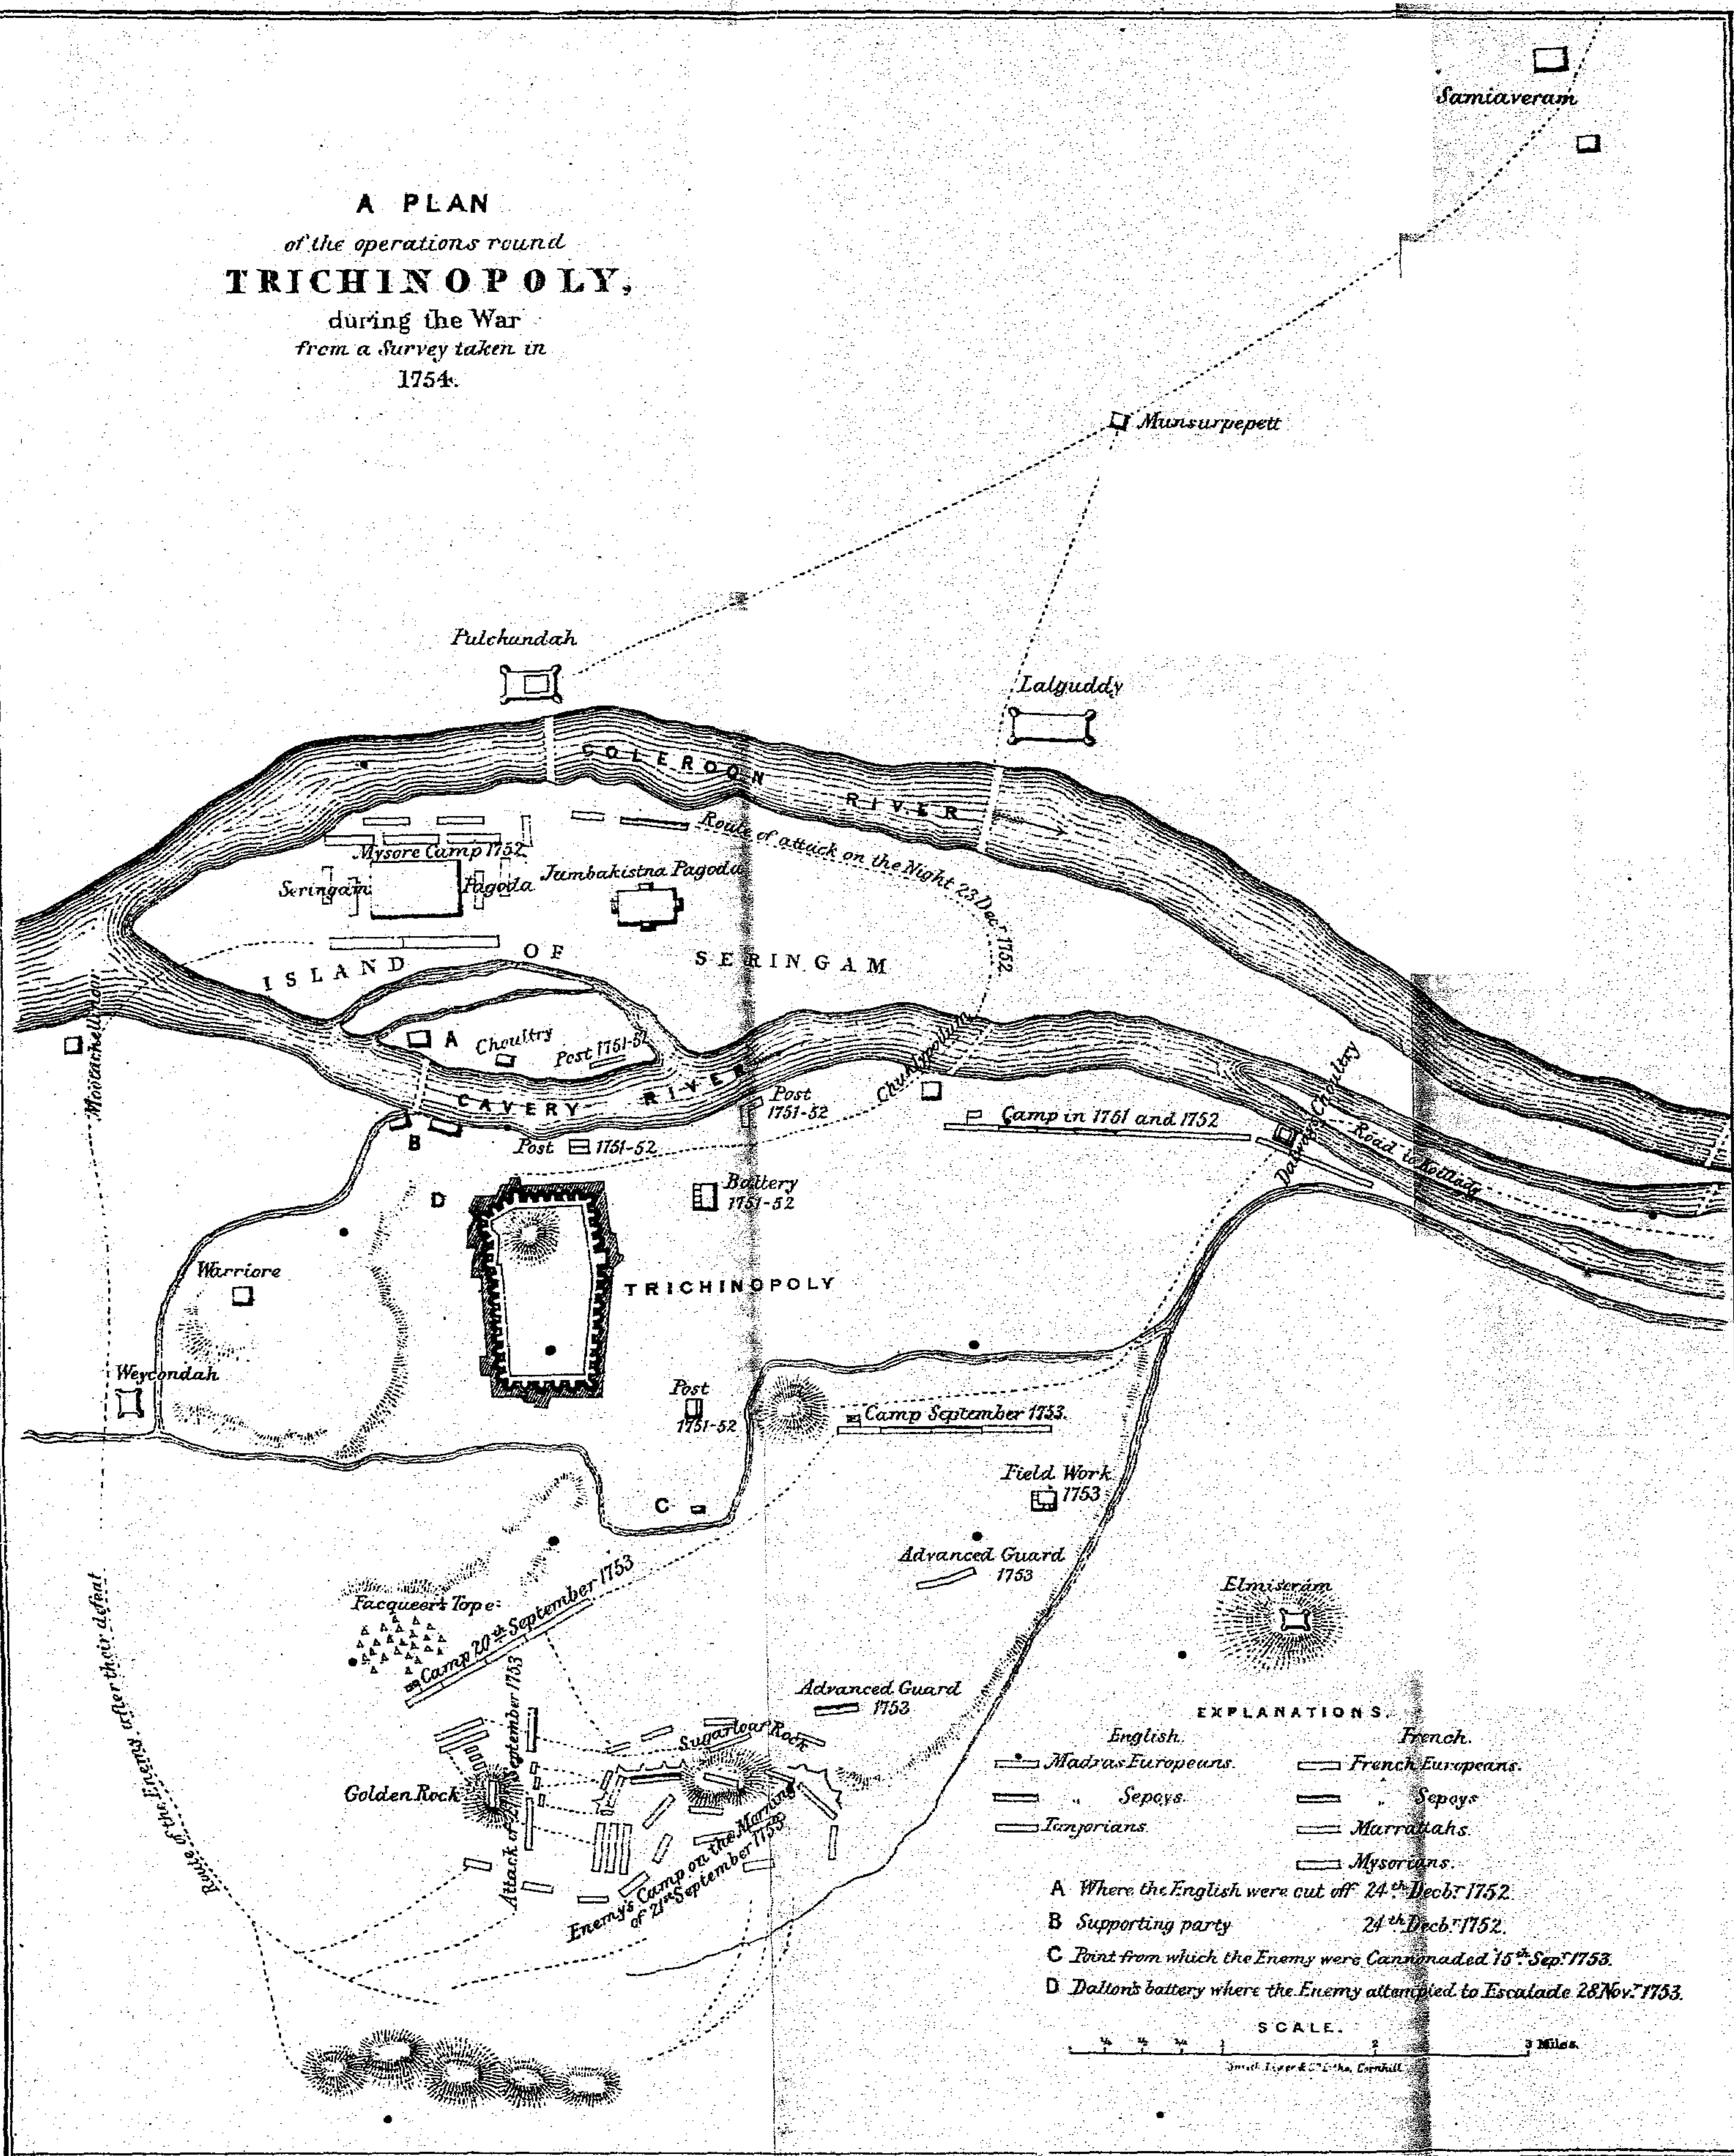 A PLAN
of the operations round
TRICHINOPOLY,
during the War
from a Survey taken in
1754.
Samiaveram
Munsurpepett
Pulchundah
Lalguddy
COLEROON RIVER
Mysore Camp 1752
Seringam Pagoda
Jumbakistna Pagoda
Route of attack on the Night 23 Decr. 1752
ISLAND OF SERINGAM
Mootachellinoor
A
Choultry
Post 1751-52
CAVERY RIVER
Chucklypollum
Post
1751-52
Camp in 1751 and 1752
Dalways Choultry
Road to Koiladdy
B
Post 1751-52
D
Battery
1751-52
Warriore
TRICHINOPOLY
Weycondah
Post
1751-52
Camp September 1753.
Field Work
1753
C
Advanced Guard
1753
Elmiseram
Facqueers Tope
Camp 20th September 1753
Route of the Enemy after their defeat
Advanced Guard
1753
Sugarloaf Rock
Golden Rock
Attack of 21st September 1753
Enemy's Camp on the Morning
of 21st September 1753.
EXPLANATIONS.
English. French.
Madras Europeans. French Europeans.
" Sepoys. " Sepoys
Tanjorians. Marrattahs.
Mysorians.
A Where the English were cut off 24th Decbr. 1752.
B Supporting party 24th Decbr. 1752.
C Point from which the Enemy were Cannonaded 15th Sepr. 1753.
D Dalton's battery where the Enemy attempted to Escalade 28 Novr. 1753.
SCALE.
1 2 3 Miles.
Cornhill